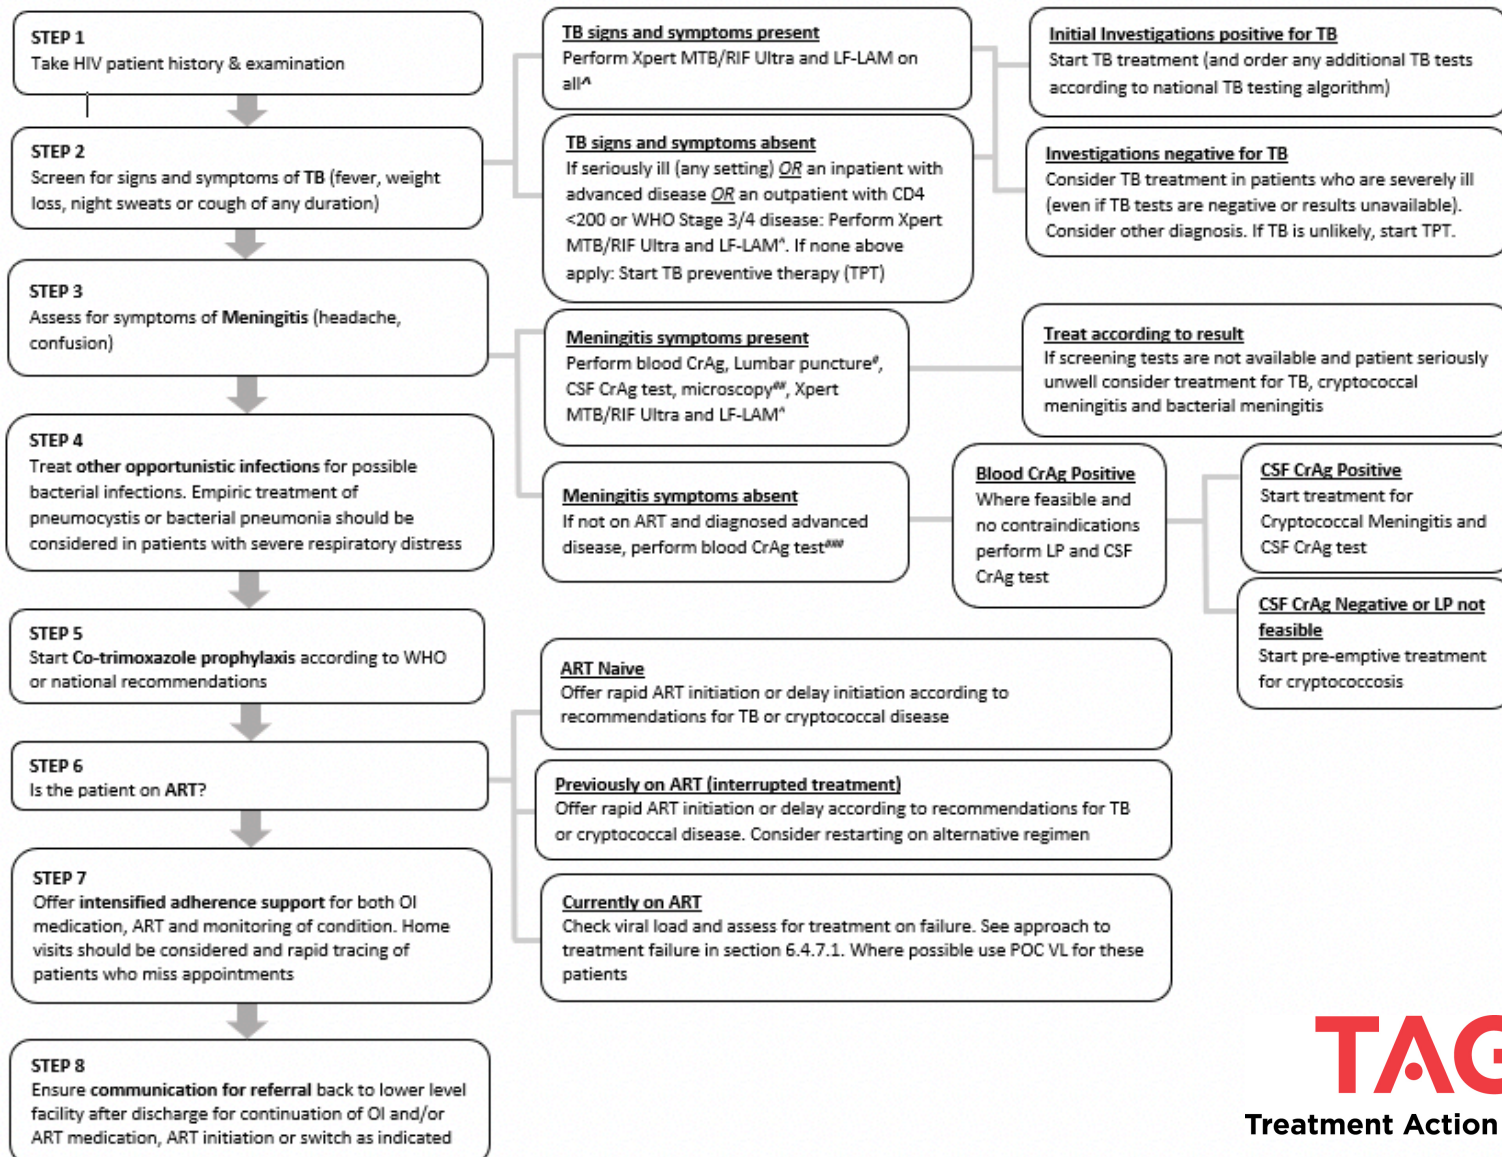 STEP 1
Take HIV patient history & examination
STEP 2
Screen for signs and symptoms of TB (fever, weight
loss, night sweats or cough of any duration)
STEP 3
Assess for symptoms of Meningitis (headache,
confusion)
STEP 4
Treat other opportunistic infections for possible
bacterial infections. Empiric treatment of
pneumocystis or bacterial pneumonia should be
considered in patients with severe respiratory distress
STEP 5
Start Co-trimoxazole prophylaxis according to WHO
or national recommendations
STEP 6
Is the patient on ART?
STEP 7
Offer intensified adherence support for both OI
medication, ART and monitoring of condition. Home
visits should be considered and rapid tracing of
patients who miss appointments
STEP 8
Ensure communication for referral back to lower level
facility after discharge for continuation of OI and/or
ART medication, ART initiation or switch as indicated
TB signs and symptoms present
Perform Xpert MTB/RIF Ultra and LF-LAM on
all^
TB signs and symptoms absent
If seriously ill (any setting) OR an inpatient with
advanced disease OR an outpatient with CD4
<200 or WHO Stage 3/4 disease: Perform Xpert
MTB/RIF Ultra and LF-LAM^. If none above
apply: Start TB preventive therapy (TPT)
Initial Investigations positive for TB
Start TB treatment (and order any additional TB tests
according to national TB testing algorithm)
Investigations negative for TB
Consider TB treatment in patients who are severely ill
(even if TB tests are negative or results unavailable).
Consider other diagnosis. If TB is unlikely, start TPT.
Meningitis symptoms present
Perform blood CrAg, Lumbar puncture#,
CSF CrAg test, microscopy##, Xpert
MTB/RIF Ultra and LF-LAM^
Treat according to result
If screening tests are not available and patient seriously
unwell consider treatment for TB, cryptococcal
meningitis and bacterial meningitis
Meningitis symptoms absent
If not on ART and diagnosed advanced
disease, perform blood CrAg test###
Blood CrAg Positive
Where feasible and
no contraindications
perform LP and CSF
CrAg test
CSF CrAg Positive
Start treatment for
Cryptococcal Meningitis and
CSF CrAg test
CSF CrAg Negative or LP not
feasible
Start pre-emptive treatment
for cryptococcosis
ART Naive
Offer rapid ART initiation or delay initiation according to
recommendations for TB or cryptococcal disease
Previously on ART (interrupted treatment)
Offer rapid ART initiation or delay according to recommendations for TB
or cryptococcal disease. Consider restarting on alternative regimen
Currently on ART
Check viral load and assess for treatment on failure. See approach to
treatment failure in section 6.4.7.1. Where possible use POC VL for these
patients
TAG
Treatment Action